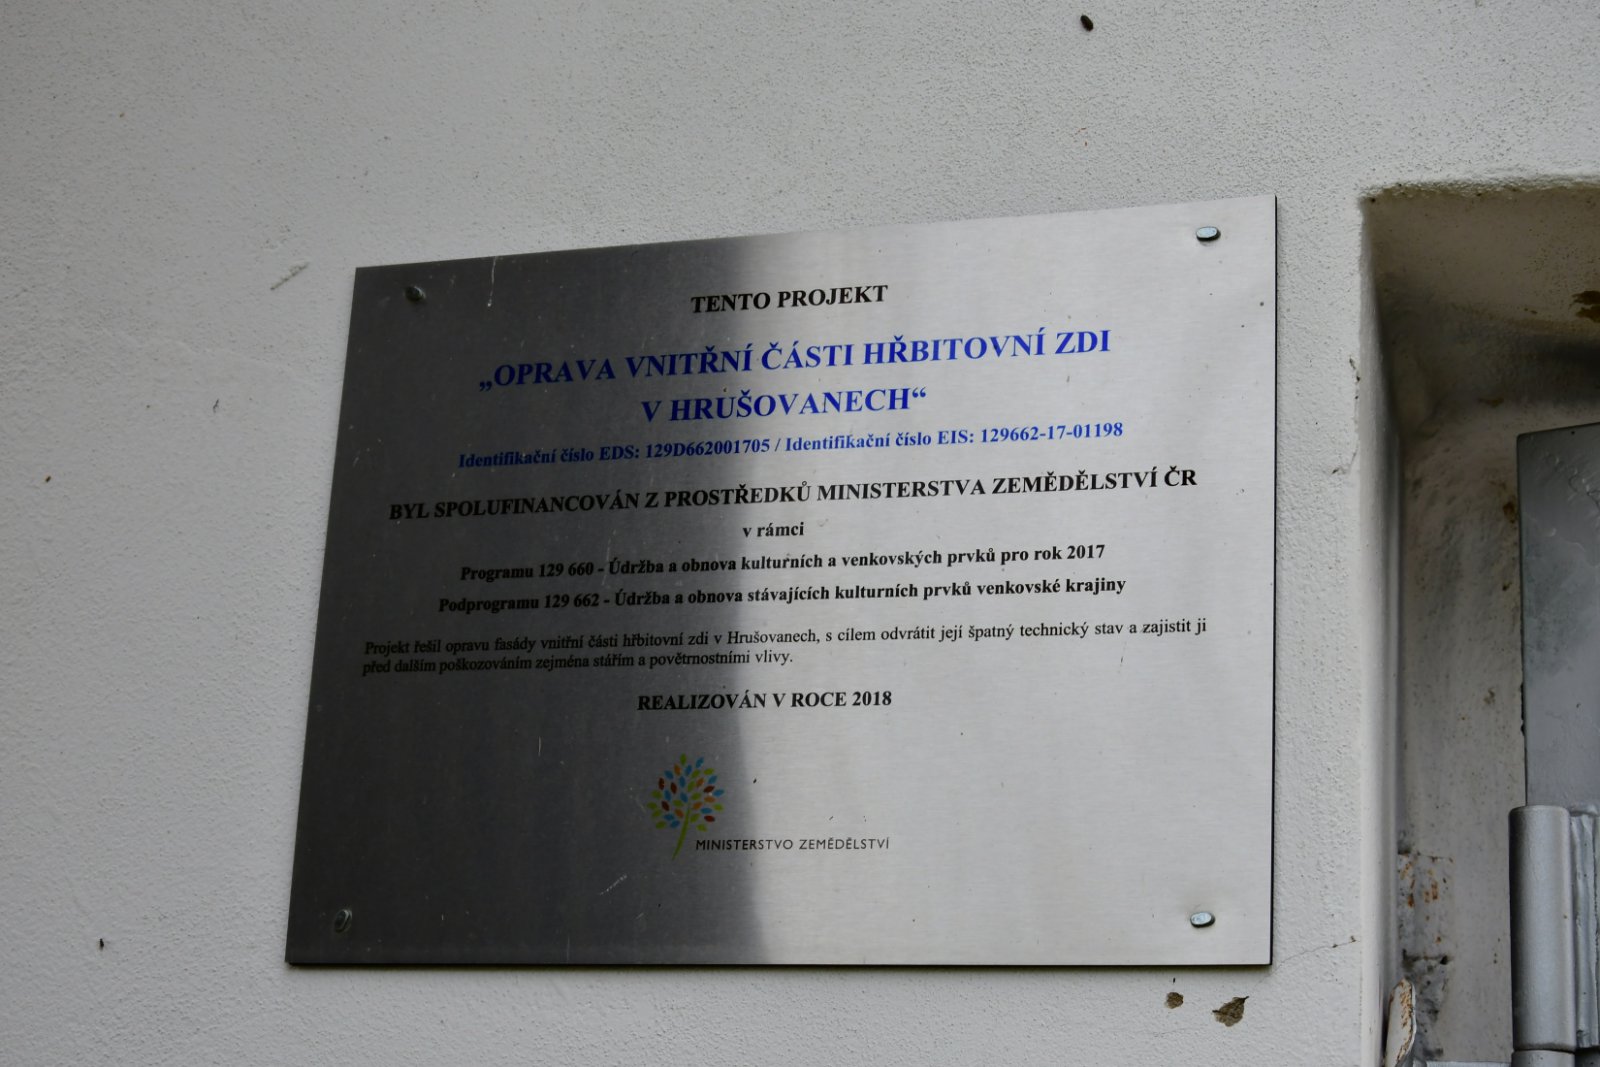 TENTO PROJEKT
„OPRAVA VNITŘNÍ ČÁSTI HŘBITOVNÍ ZDI
V HRUŠOVANECH“
Identifikační číslo EDS: 129D662001705 / Identifikační číslo EIS: 129662-17-01198
BYL SPOLUFINANCOVÁN Z PROSTŘEDKŮ MINISTERSTVA ZEMĚDĚLSTVÍ ČR
v rámci
Programu 129 660 - Údržba a obnova kulturních a venkovských prvků pro rok 2017
Podprogramu 129 662 - Údržba a obnova stávajících kulturních prvků venkovské krajiny
Projekt řešil opravu fasády vnitřní části hřbitovní zdi v Hrušovanech, s cílem odvrátit její špatný technický stav a zajistit ji
před dalším poškozováním zejména stářím a povětrnostními vlivy.
REALIZOVÁN V ROCE 2018
MINISTERSTVO ZEMĚDĚLSTVÍ